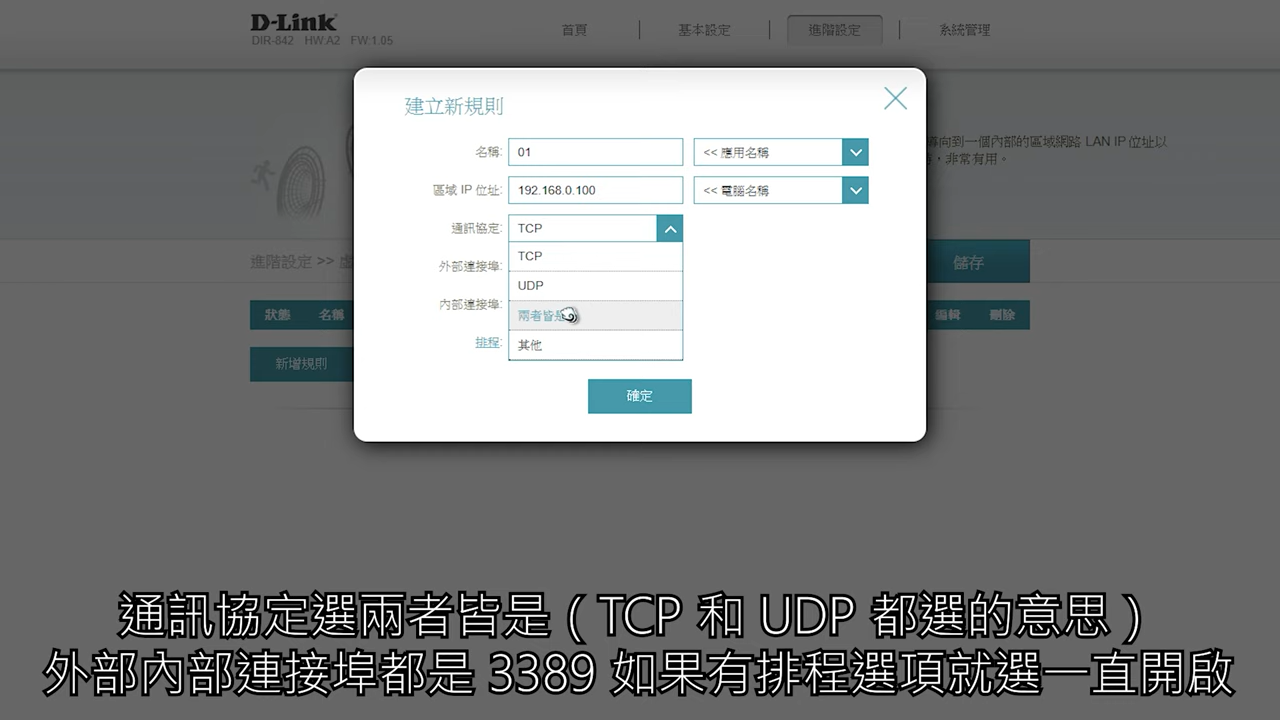 D-Link
DIR-842 HW:A2 FW:1.05
首頁
基本設定
進階設定
系統管理
建立新規則
名稱: 01 << 應用名稱
導向到一個內部的區域網路 LAN IP 位址以
，非常有用。
區域 IP 位址: 192.168.0.100 << 電腦名稱
通訊協定: TCP
TCP
外部連接埠:
UDP
進階設定 >>
儲存
內部連接埠:
兩者皆是
狀態 名稱
編輯 刪除
排程:
其他
新增規則
確定
通訊協定選兩者皆是（TCP 和 UDP 都選的意思）
外部內部連接埠都是 3389 如果有排程選項就選一直開啟